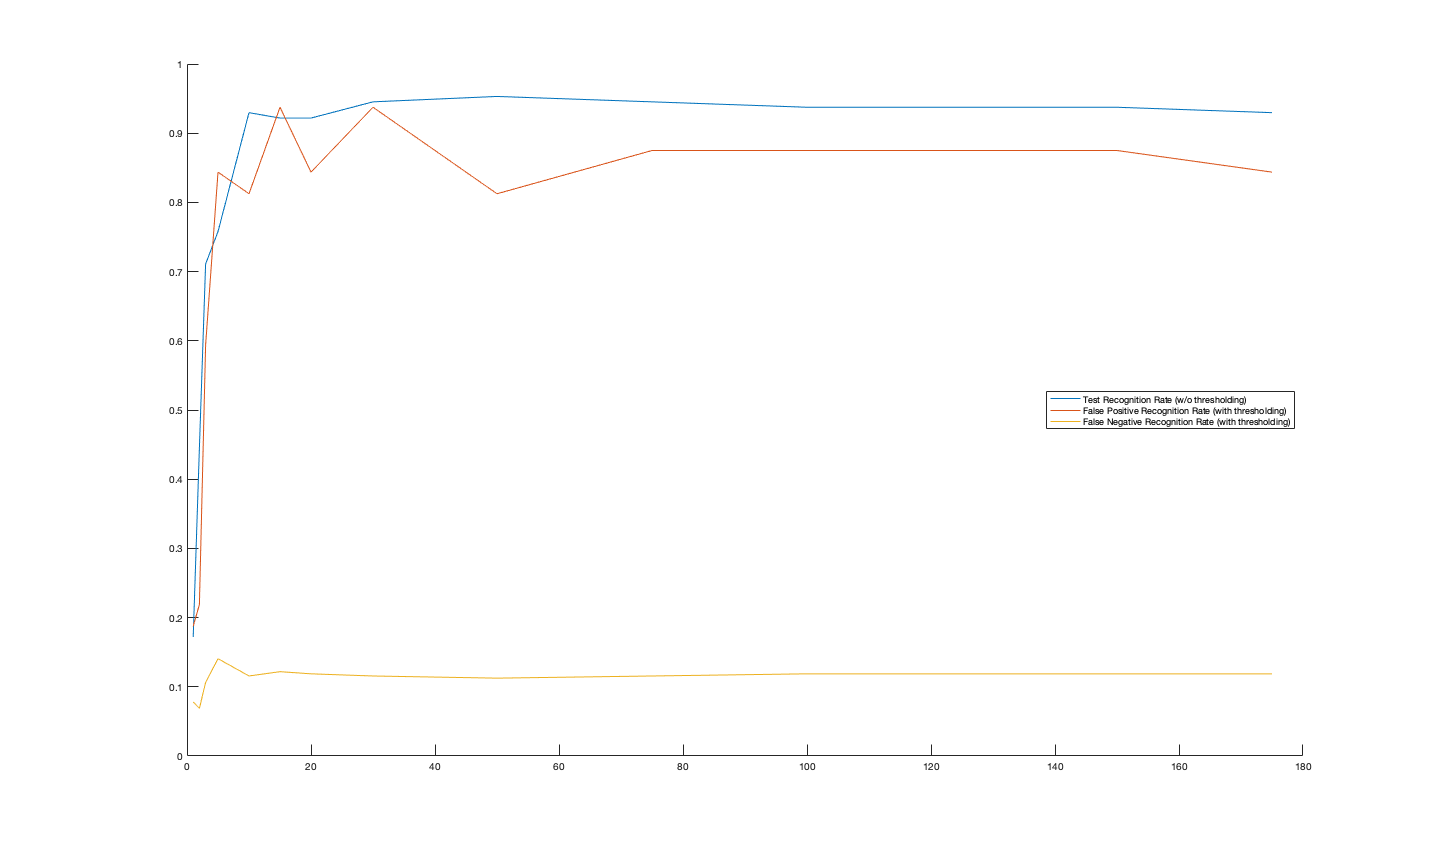 1
0.9
0.8
0.7
0.6
0.5
0.4
0.3
0.2
0.1
0
0 20 40 60 80 100 120 140 160 180
Test Recognition Rate (w/o thresholding)
False Positive Recognition Rate (with thresholding)
False Negative Recognition Rate (with thresholding)